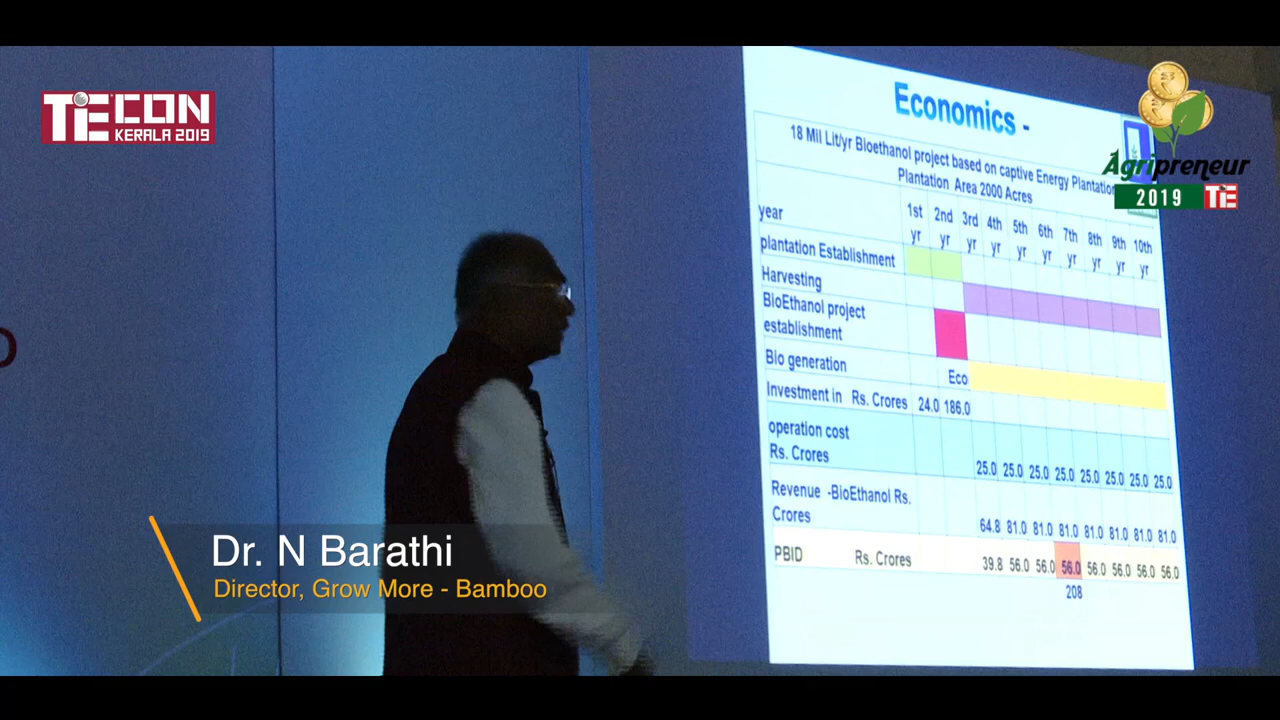 TiECON
KERALA 2019
Agripreneur
2019 TiE
Economics -
18 Mil Lit/yr Bioethanol project based on captive Energy Plantation
Plantation Area 2000 Acres
year 1st yr 2nd yr 3rd yr 4th yr 5th yr 6th yr 7th yr 8th yr 9th yr 10th yr
plantation Establishment
Harvesting
BioEthanol project
establishment
Bio generation Eco
Investment in Rs. Crores 24.0 186.0
operation cost
Rs. Crores 25.0 25.0 25.0 25.0 25.0 25.0 25.0 25.0
Revenue -BioEthanol Rs.
Crores 64.8 81.0 81.0 81.0 81.0 81.0 81.0 81.0
PBID Rs. Crores 39.8 56.0 56.0 56.0 56.0 56.0 56.0 56.0
208
Dr. N Barathi
Director, Grow More - Bamboo